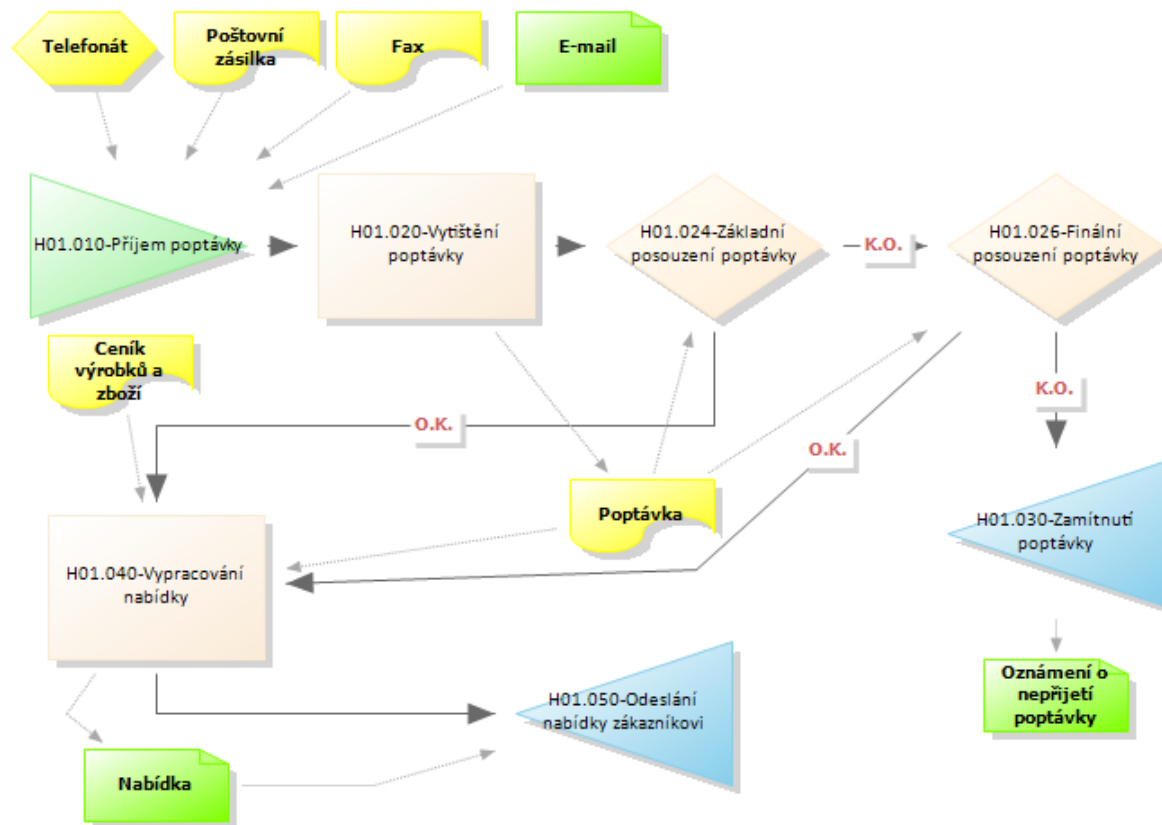 Telefonát
Poštovní
zásilka
Fax
E-mail
H01.010-Příjem poptávky
H01.020-Vytištění
poptávky
H01.024-Základní
posouzení poptávky
K.O.
H01.026-Finální
posouzení poptávky
Ceník
výrobků a
zboží
O.K.
K.O.
O.K.
Poptávka
H01.030-Zamítnutí
poptávky
H01.040-Vypracování
nabídky
H01.050-Odeslání
nabídky zákazníkovi
Oznámení o
nepřijetí
poptávky
Nabídka